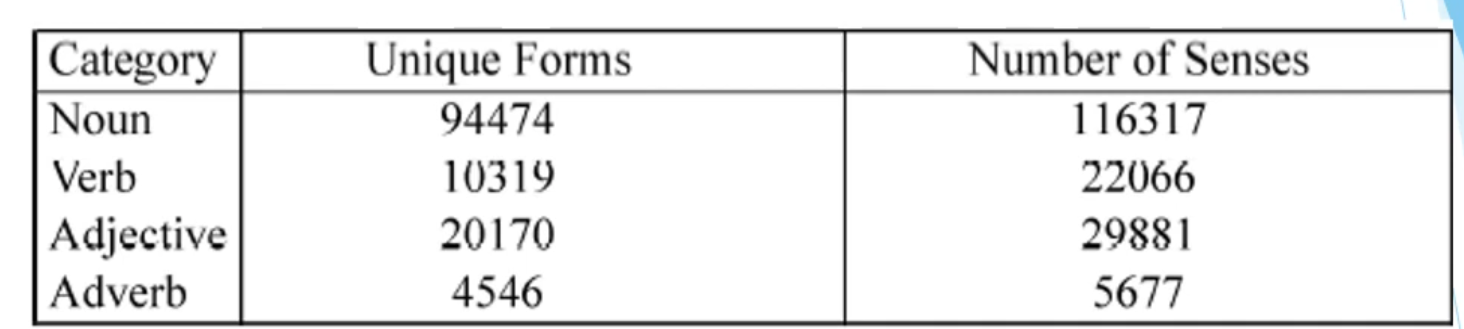 Category Unique Forms Number of Senses
Noun 94474 116317
Verb 10319 22066
Adjective 20170 29881
Adverb 4546 5677